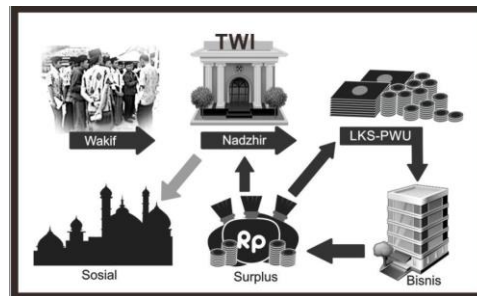 TWI
Wakif
Nadzhir
LKS-PWU
Sosial
Rp
Surplus
Bisnis